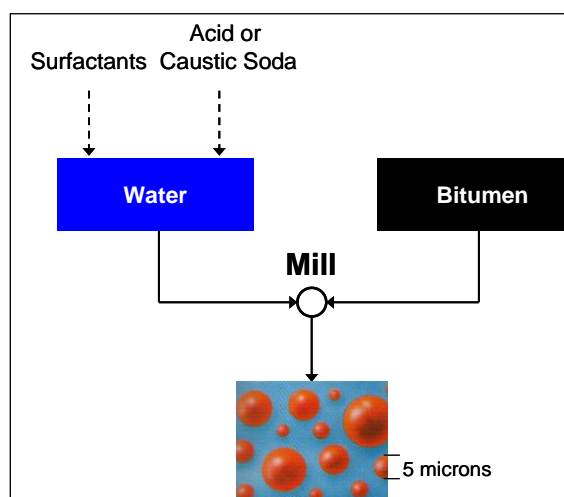 Acid or
Surfactants Caustic Soda
Water
Bitumen
Mill
5 microns